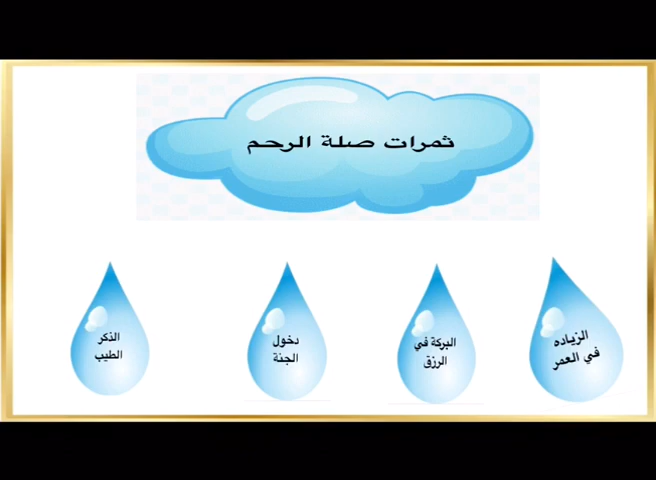 ثمرات صلة الرحم
الزياده
في العمر
البركة في
الرزق
دخول
الجنة
الذكر
الطيب